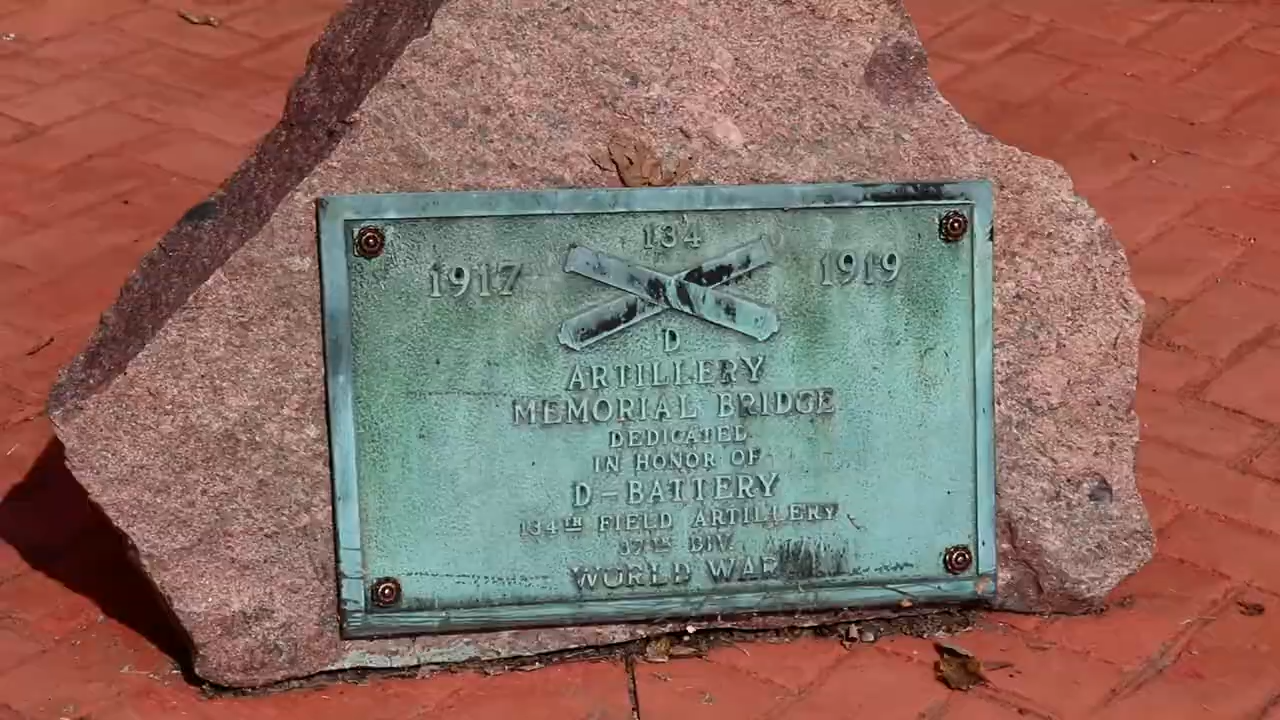 134
1917 1919
D
ARTILLERY
MEMORIAL BRIDGE
DEDICATED
IN HONOR OF
D-BATTERY
134TH FIELD ARTILLERY
37TH DIV.
WORLD WAR